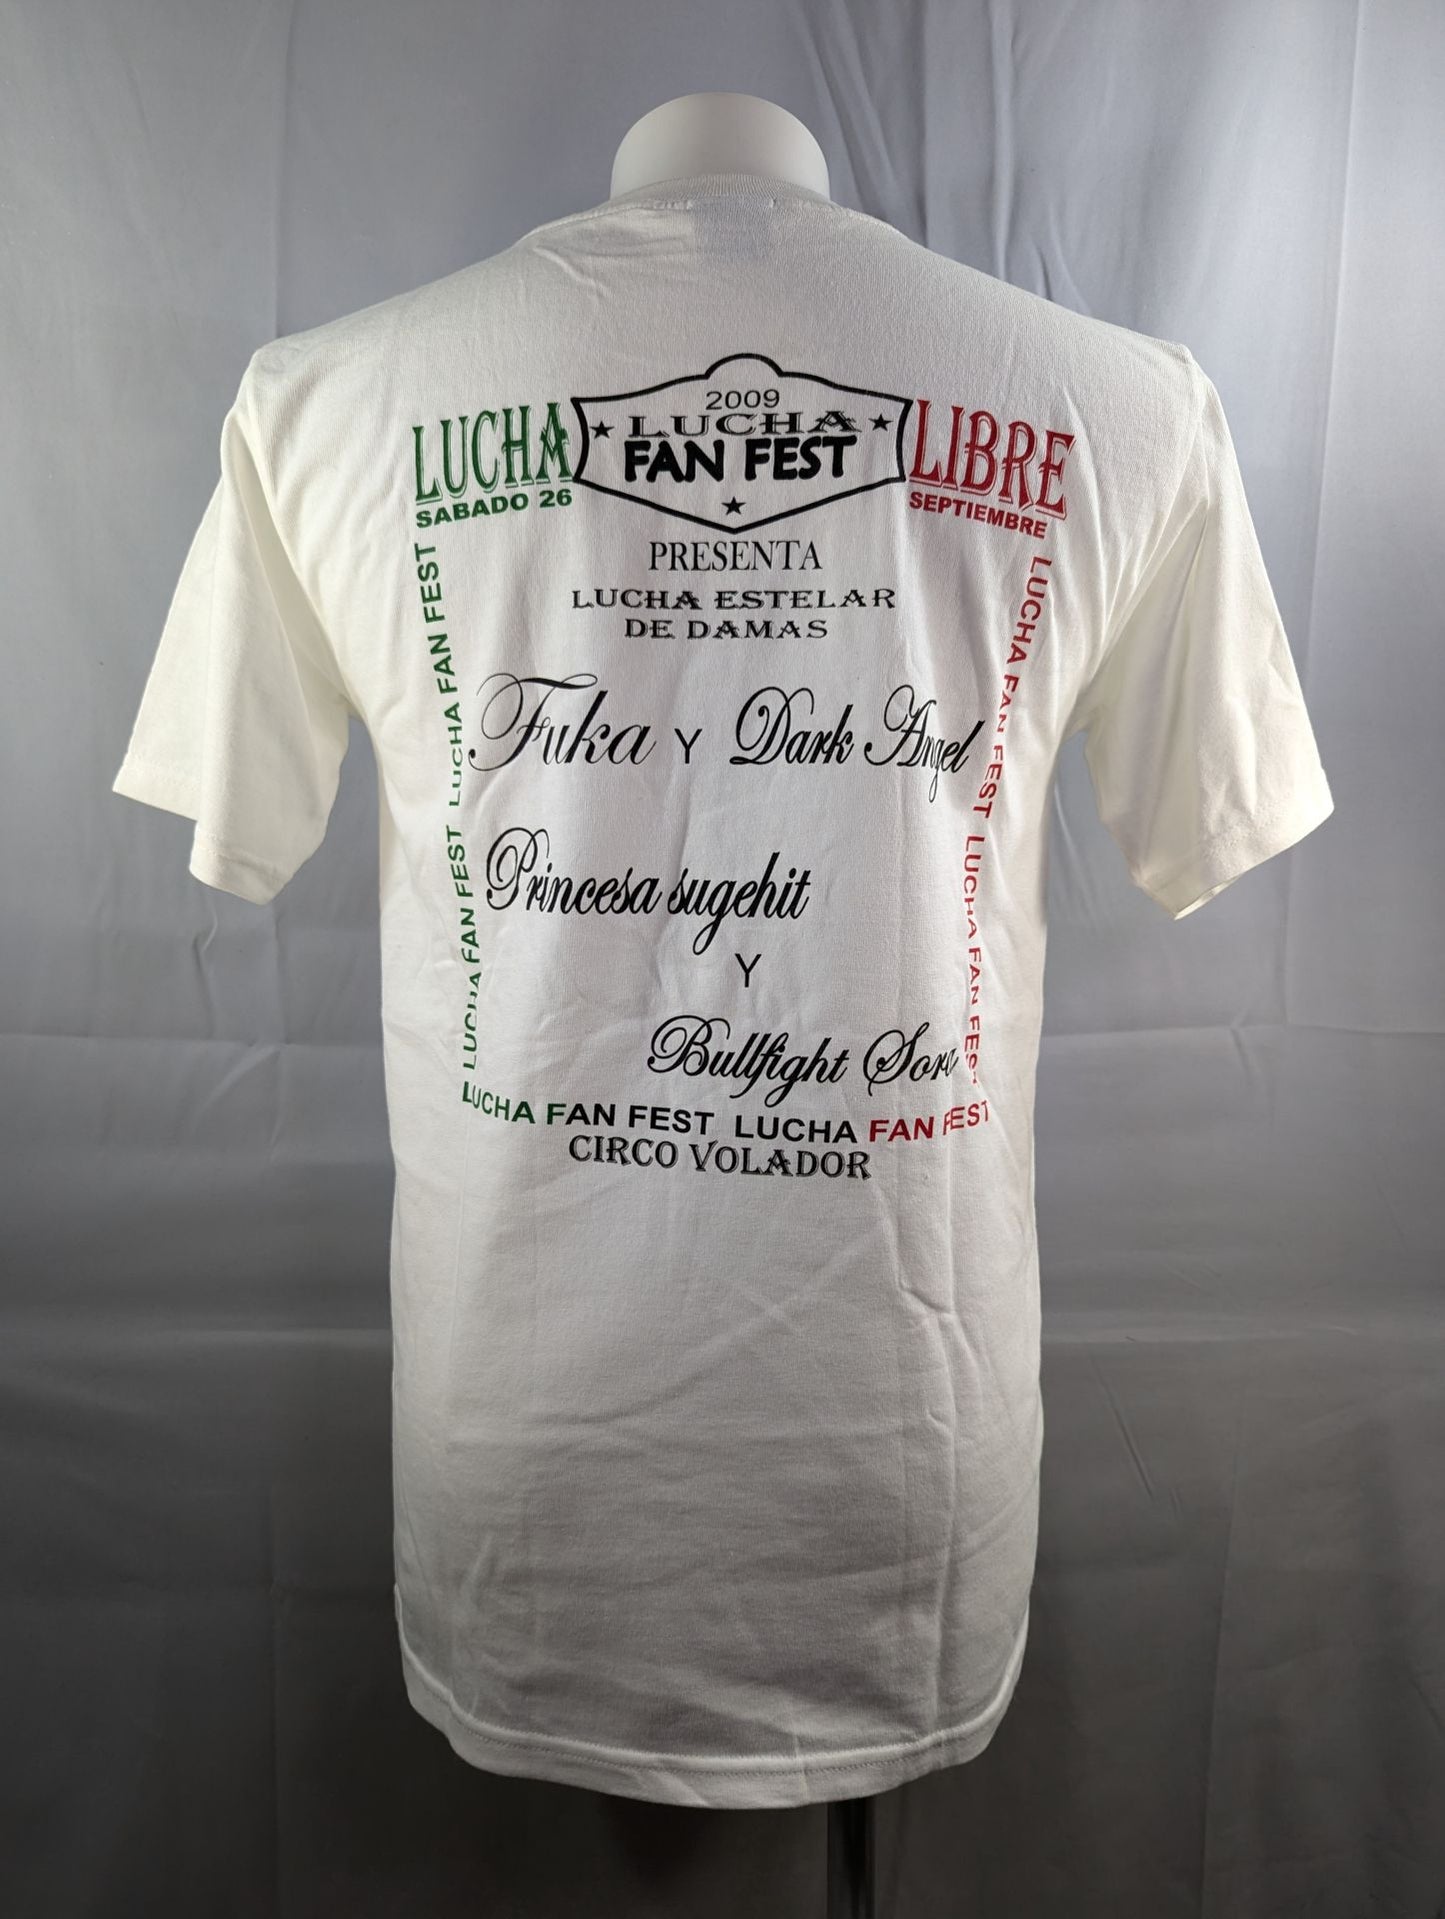 2009
LUCHA LUCHA LIBRE
FAN FEST
SABADO 26 SEPTIEMBRE
PRESENTA
LUCHA ESTELAR
DE DAMAS
Fuka Y Dark Angel
Princesa sugehit
Y
Bullfight Sora
LUCHA FAN FEST LUCHA FAN FEST
LUCHA FAN FEST LUCHA FAN FEST
LUCHA FAN FEST LUCHA FAN FEST
CIRCO VOLADOR